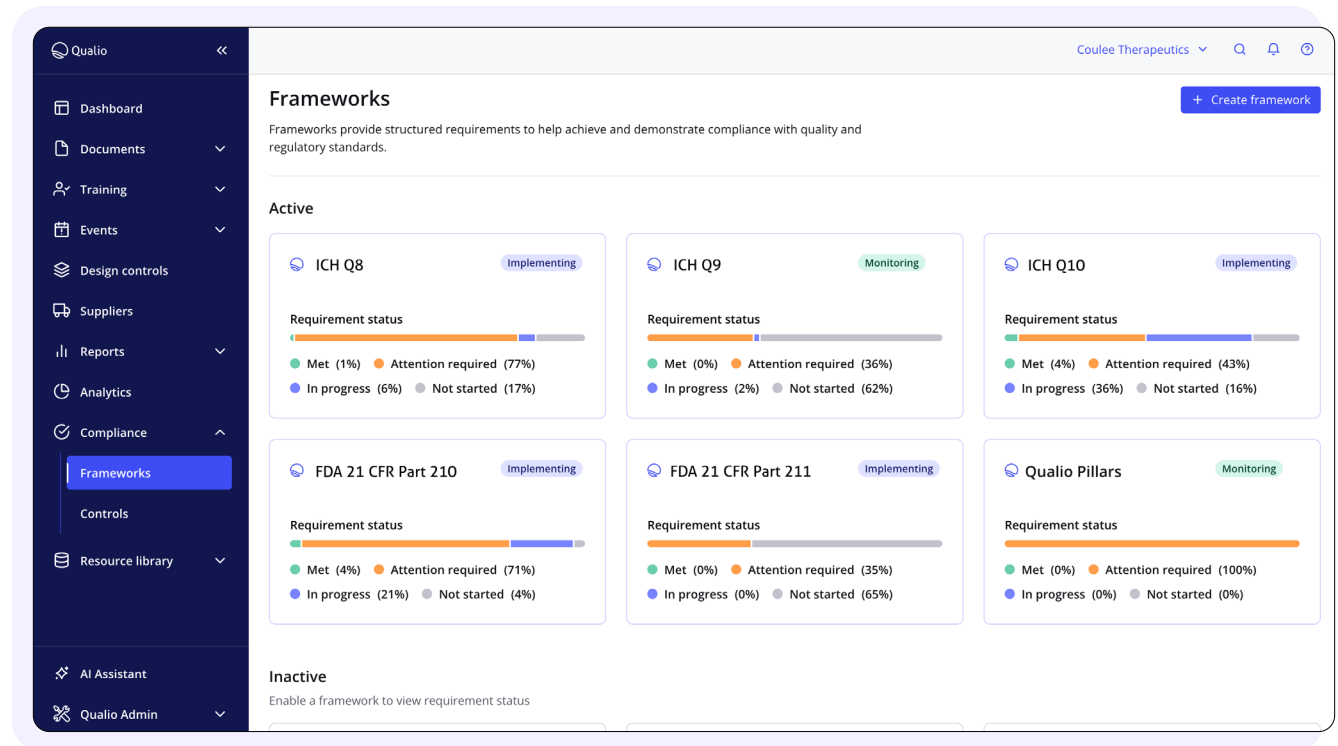 Qualio
Dashboard
Documents
Training
Events
Design controls
Suppliers
Reports
Analytics
Compliance
Frameworks
Controls
Resource library
AI Assistant
Qualio Admin
Coulee Therapeutics
Frameworks
+ Create framework
Frameworks provide structured requirements to help achieve and demonstrate compliance with quality and
regulatory standards.
Active
ICH Q8
Implementing
Requirement status
Met (1%) Attention required (77%)
In progress (6%) Not started (17%)
ICH Q9
Monitoring
Requirement status
Met (0%) Attention required (36%)
In progress (2%) Not started (62%)
ICH Q10
Implementing
Requirement status
Met (4%) Attention required (43%)
In progress (36%) Not started (16%)
FDA 21 CFR Part 210
Implementing
Requirement status
Met (4%) Attention required (71%)
In progress (21%) Not started (4%)
FDA 21 CFR Part 211
Implementing
Requirement status
Met (0%) Attention required (35%)
In progress (0%) Not started (65%)
Qualio Pillars
Monitoring
Requirement status
Met (0%) Attention required (100%)
In progress (0%) Not started (0%)
Inactive
Enable a framework to view requirement status